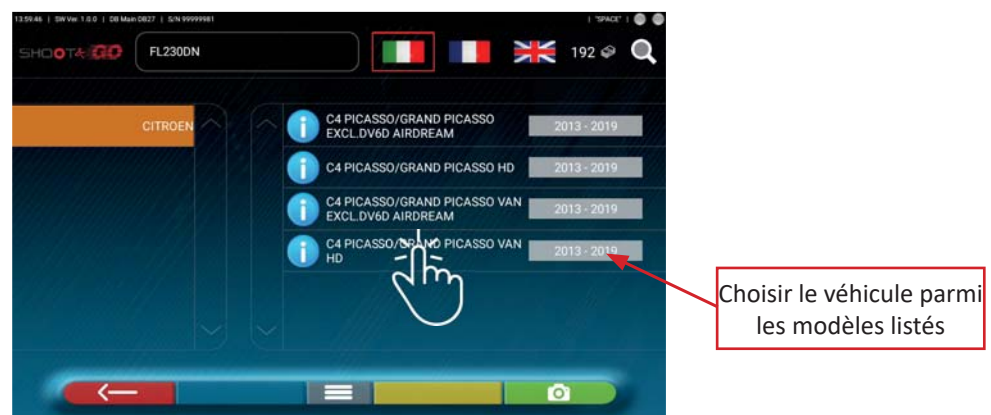 13:59:46 | SW Ver. 1.0.0 | DB Main DB27 | S/N 99999981 | "SPACE" |
SHOOT& GO FL230DN 192
CITROEN
C4 PICASSO/GRAND PICASSO
EXCL.DV6D AIRDREAM
2013 - 2019
C4 PICASSO/GRAND PICASSO HD
2013 - 2019
C4 PICASSO/GRAND PICASSO VAN
EXCL.DV6D AIRDREAM
2013 - 2019
C4 PICASSO/GRAND PICASSO VAN
HD
2013 - 2019
Choisir le véhicule parmi
les modèles listés